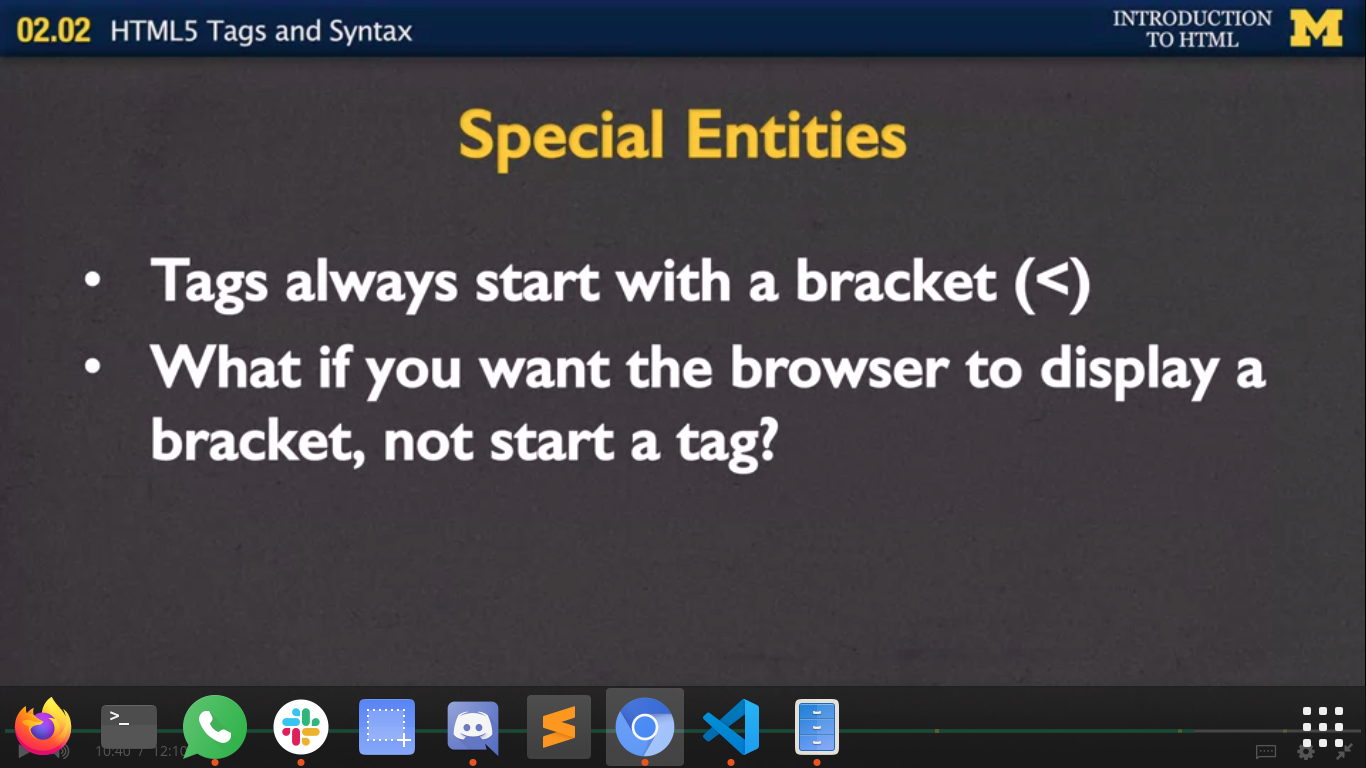 02.02 HTML5 Tags and Syntax
INTRODUCTION
TO HTML
M
Special Entities
• Tags always start with a bracket (<)
• What if you want the browser to display a
bracket, not start a tag?
>_
10:40 / 12:10